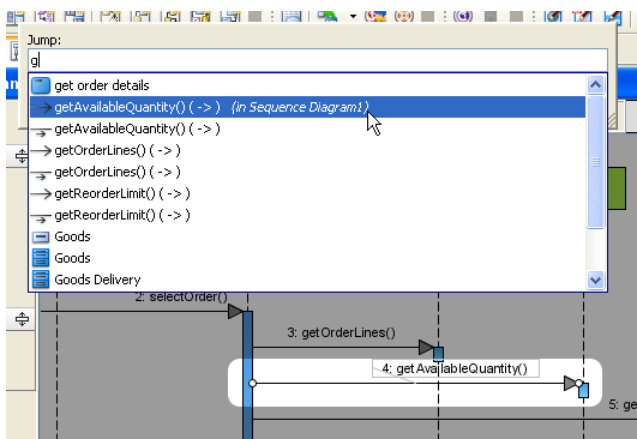 Jump:
g
get order details
getAvailableQuantity() ( -> ) (in Sequence Diagram1)
getAvailableQuantity() ( -> )
getOrderLines() ( -> )
getOrderLines() ( -> )
getReorderLimit() ( -> )
getReorderLimit() ( -> )
Goods
Goods
Goods Delivery
2: selectOrder()
3: getOrderLines()
4: getAvailableQuantity()
5: ge